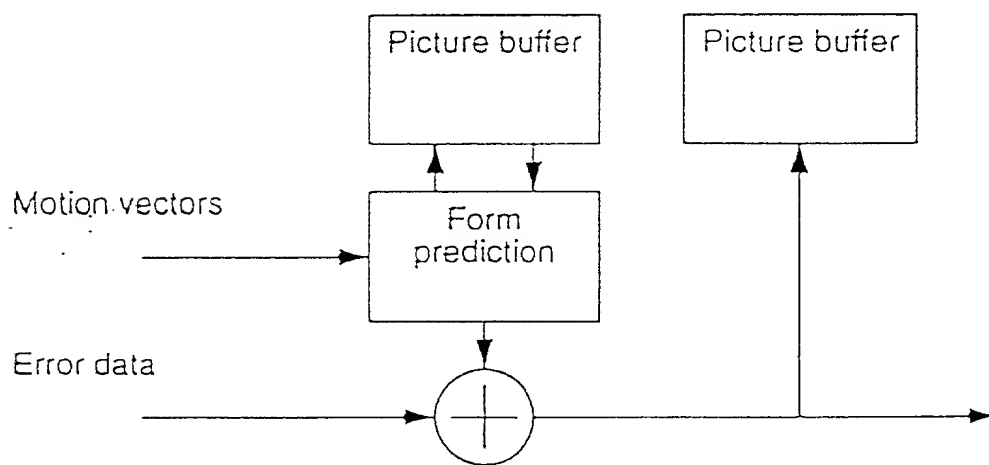 Picture buffer
Picture buffer
Motion vectors
Form
prediction
Error data